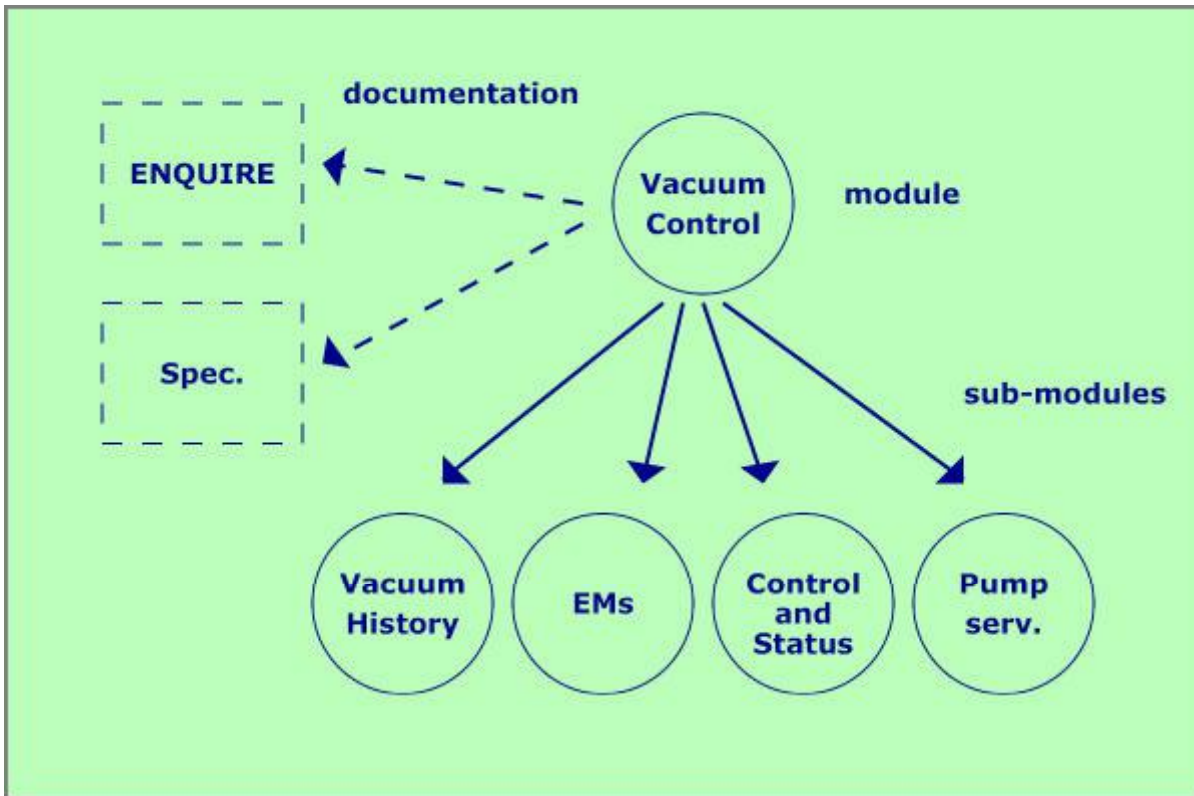 documentation
ENQUIRE
Vacuum
Control
module
Spec.
sub-modules
Vacuum
History
EMs
Control
and
Status
Pump
serv.